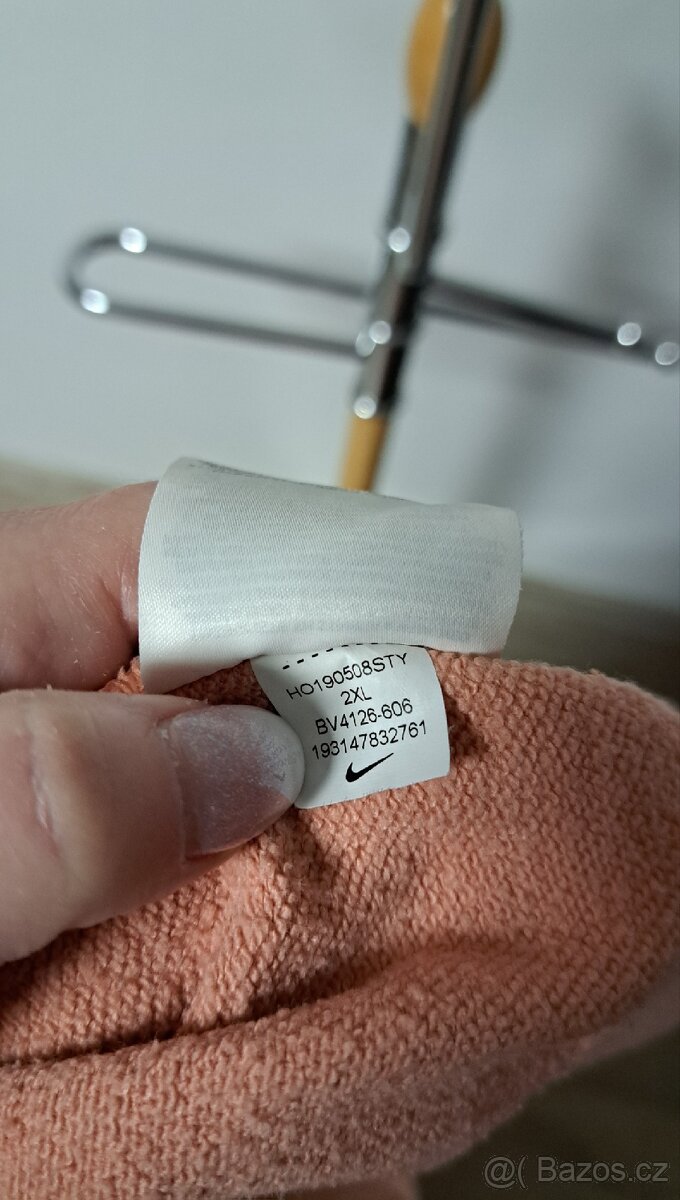 HO190508STY
2XL
BV4126-606
193147832761
@( Bazos.cz